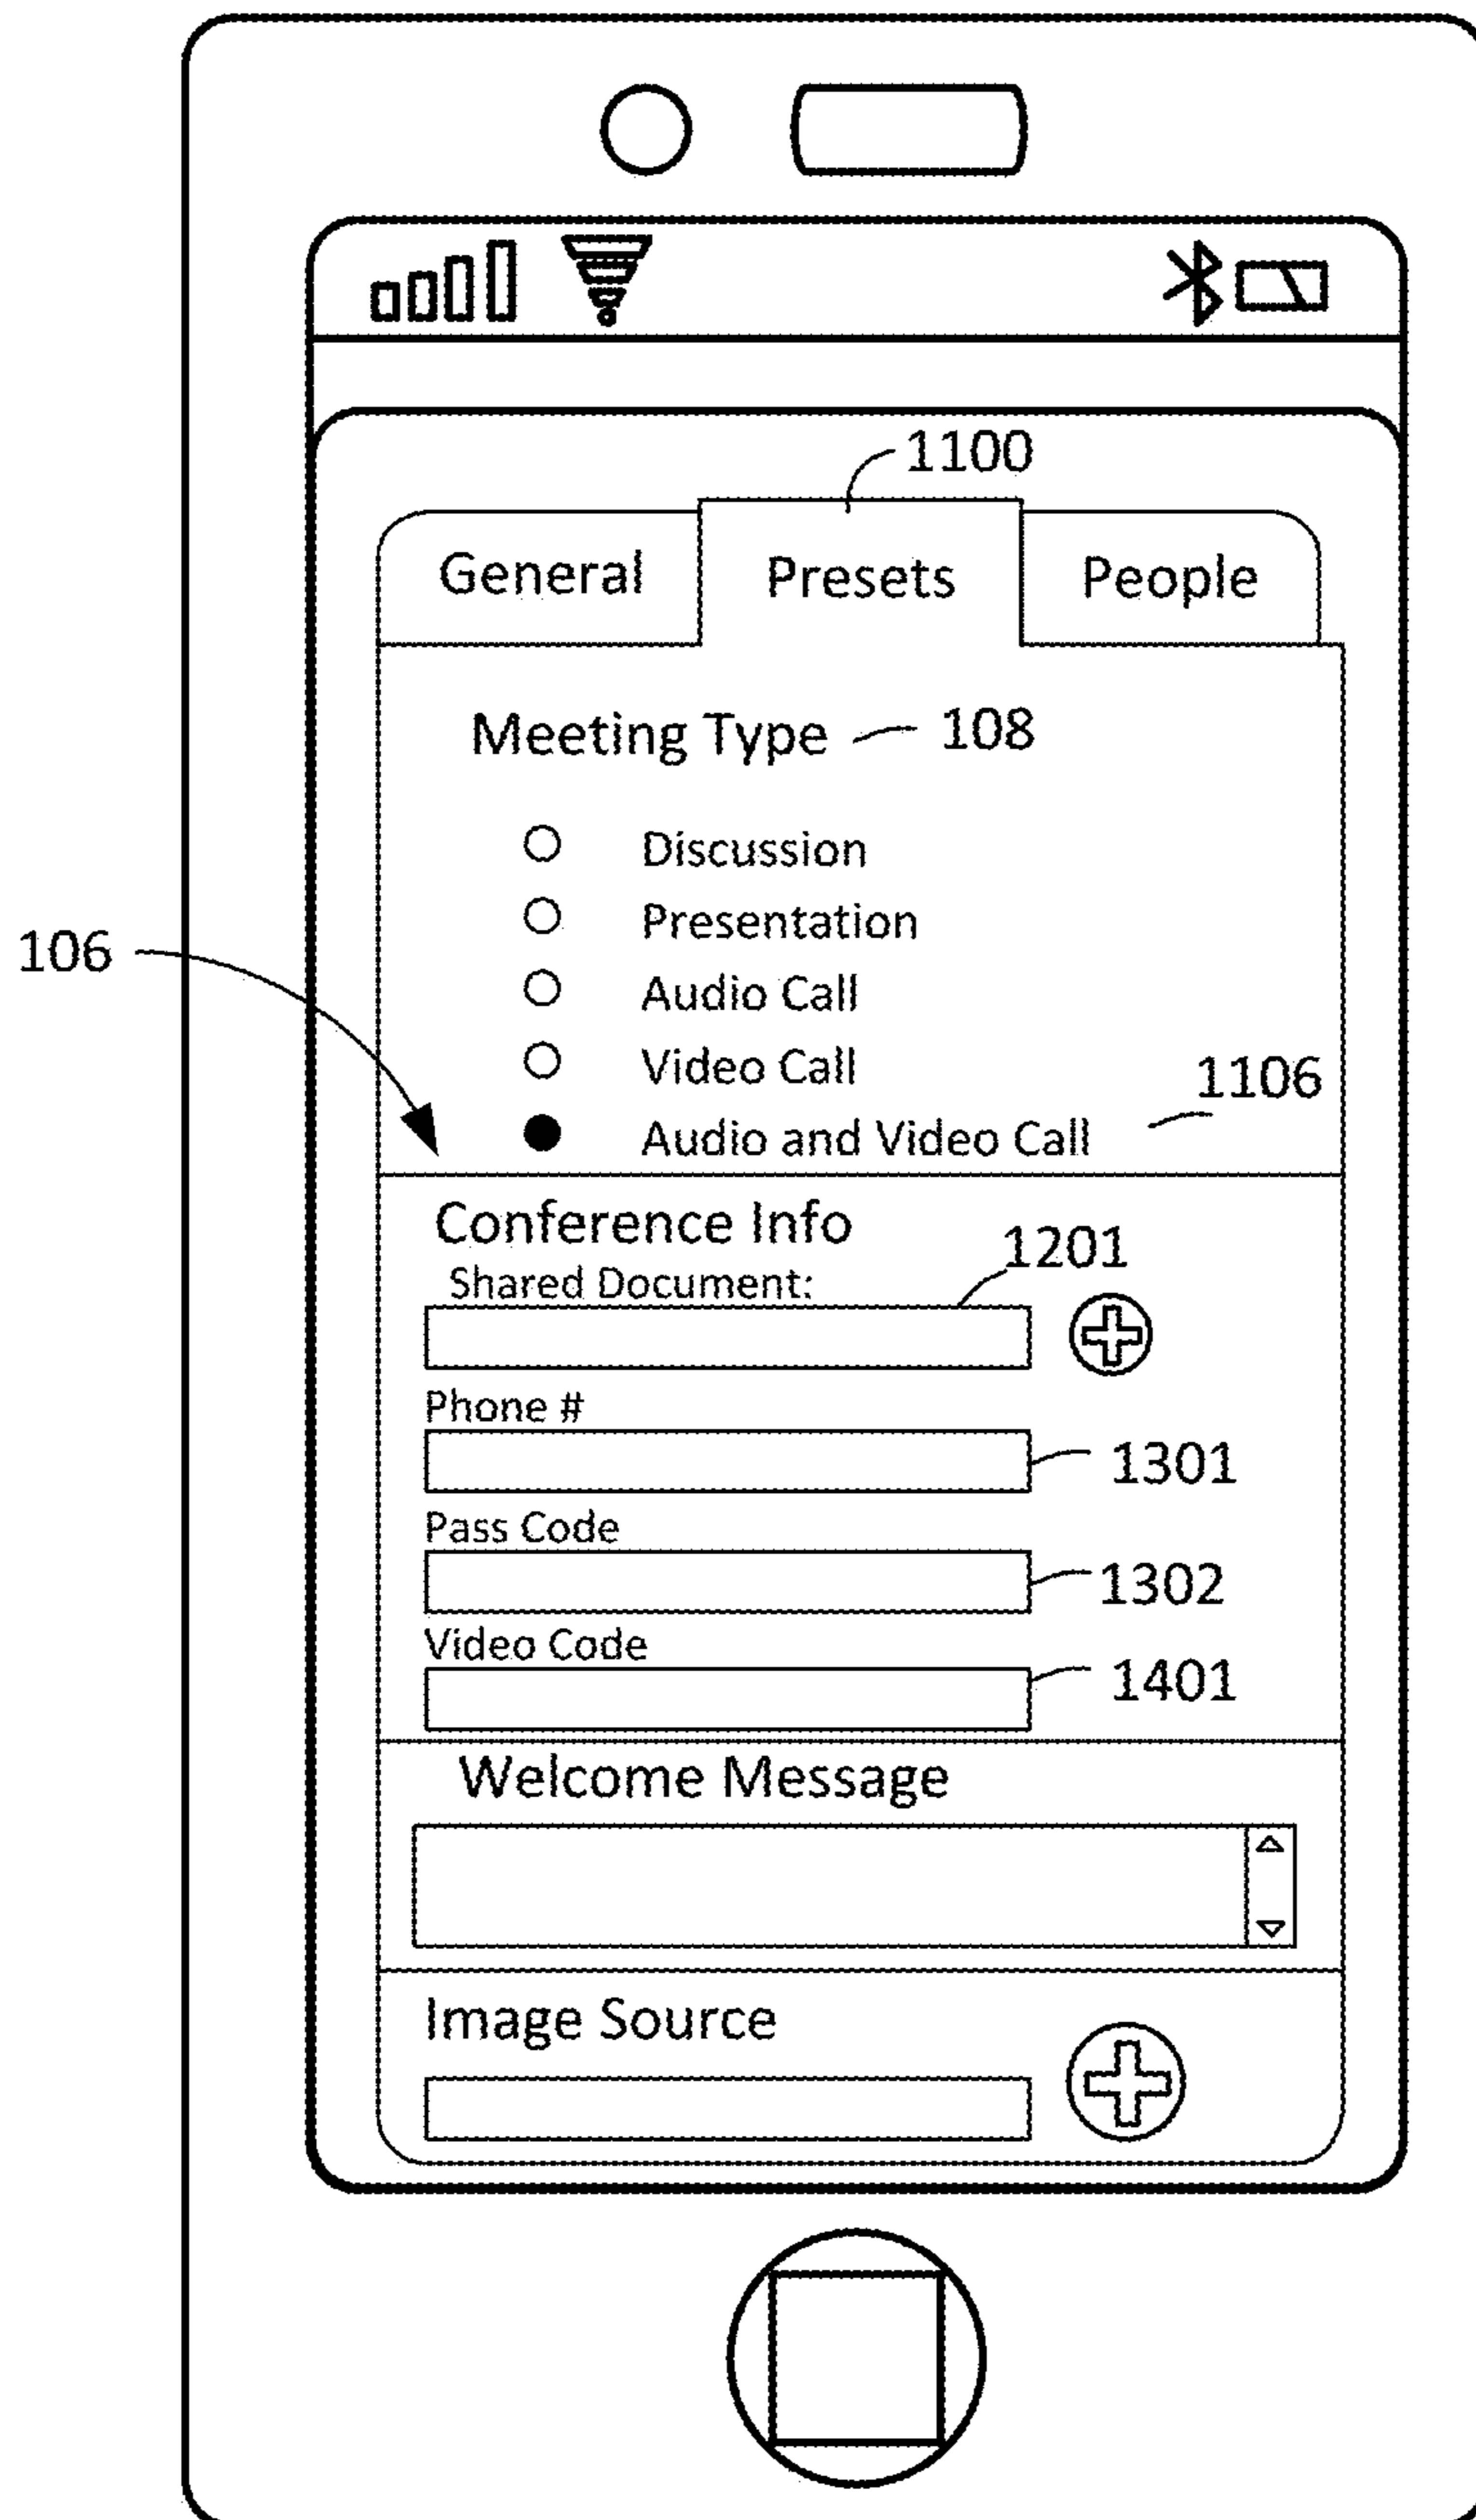 1100
General Presets People
Meeting Type 108
Discussion
Presentation
106
Audio Call
Video Call
1106
Audio and Video Call
Conference Info
1201
Shared Document:
Phone #
1301
Pass Code
1302
Video Code
1401
Welcome Message
Image Source